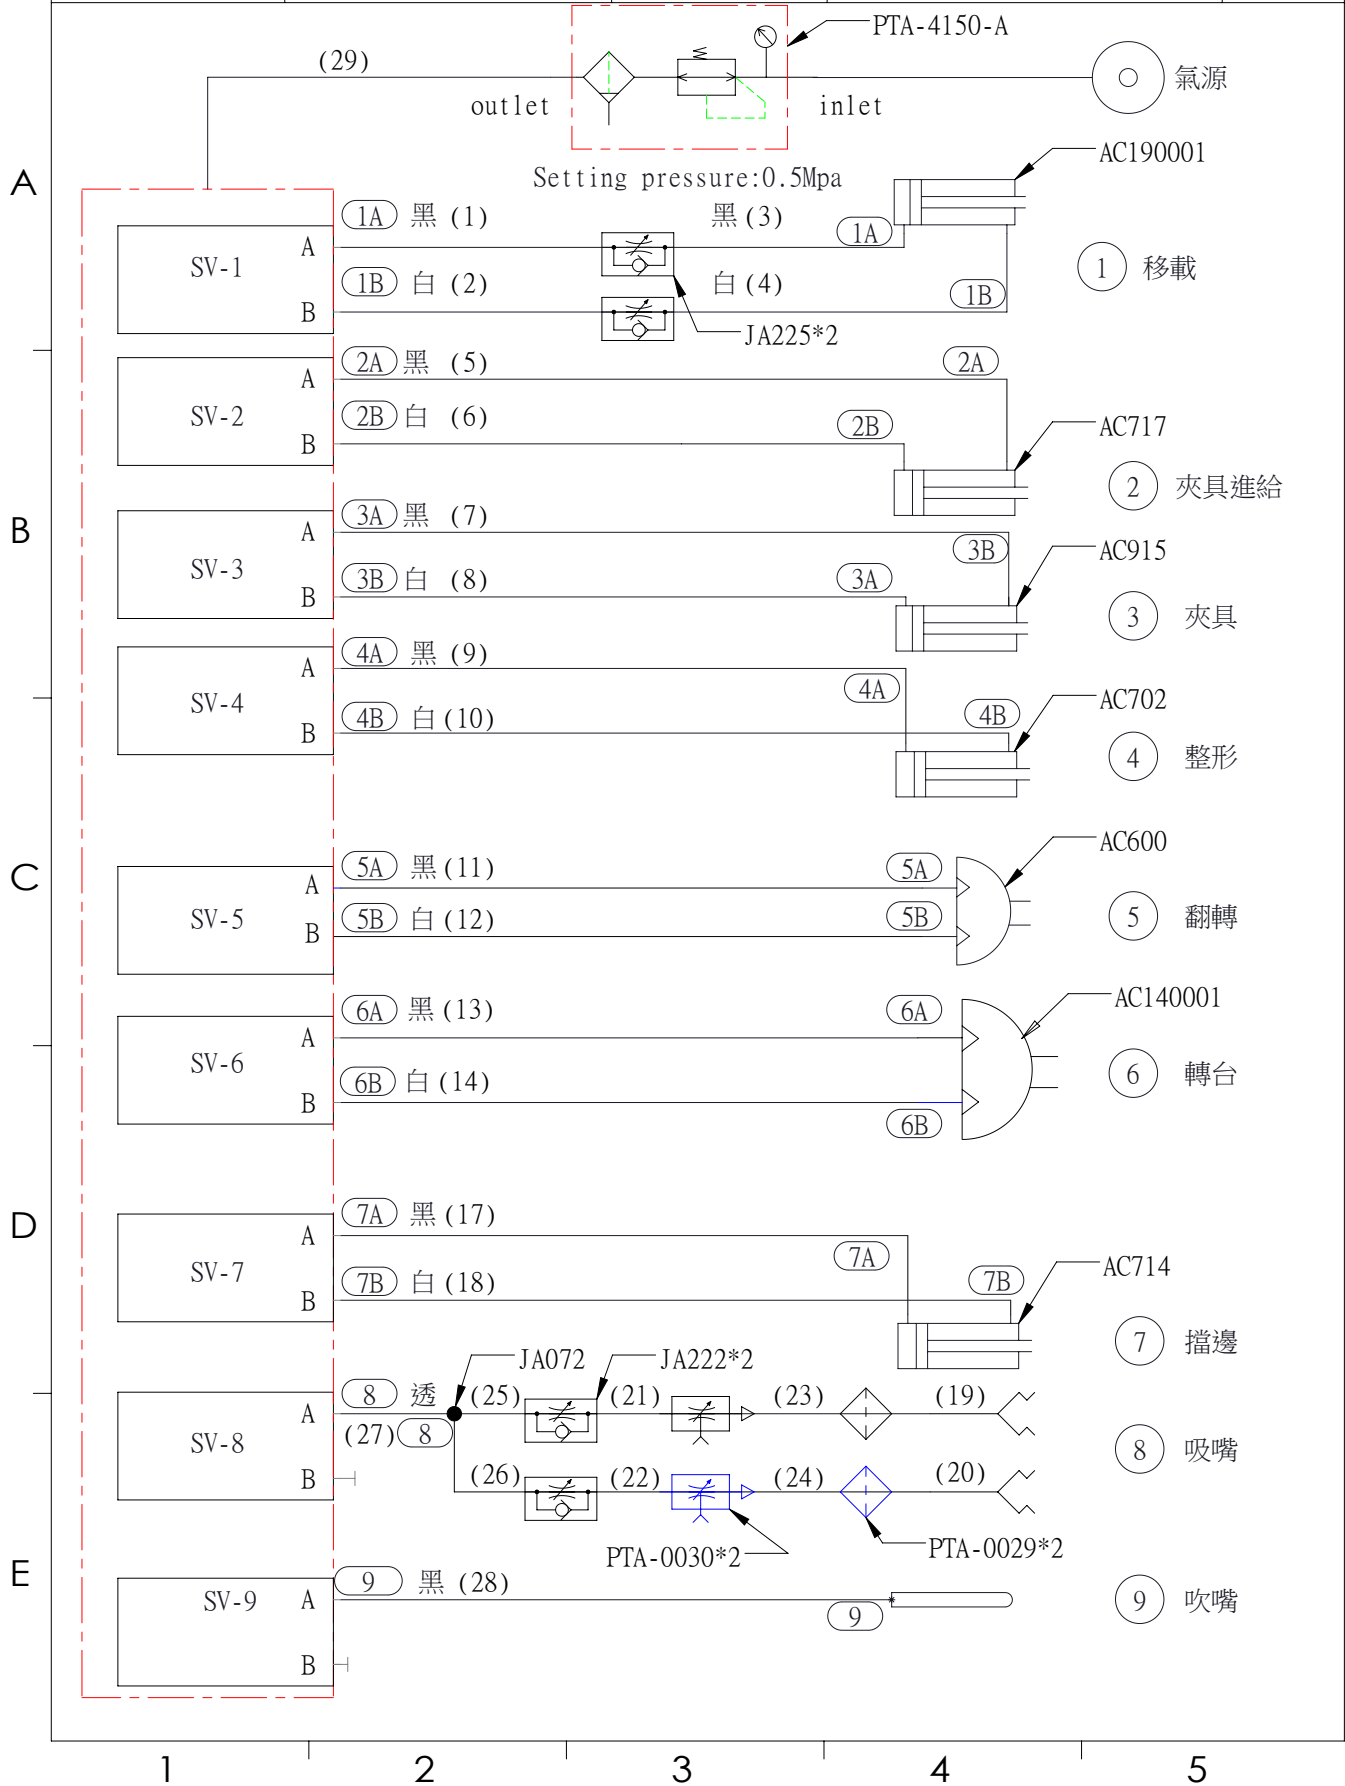 PTA-4150-A
(29)
氣源
outlet
inlet
AC190001
A
Setting pressure:0.5Mpa
1A 黑 (1) 黑 (3) 1A
A
SV-1
1 移載
1B 白 (2) 白 (4) 1B
B
JA225*2
2A 黑 (5) 2A
A
SV-2
2B 白 (6) 2B
AC717
B
2 夾具進給
3A 黑 (7)
B
A
3B
AC915
SV-3
3B 白 (8) 3A
B
3 夾具
4A 黑 (9)
A
4A
AC702
SV-4
4B 白 (10) 4B
B
4 整形
AC600
C
5A 黑 (11) 5A
A
SV-5
5B 白 (12) 5B
B
5 翻轉
6A 黑 (13) 6A
AC140001
A
SV-6
6 轉台
6B 白 (14)
B
6B
7A 黑 (17)
D
A
7A
AC714
SV-7
7B 白 (18) 7B
B
7 擋邊
JA072
JA222*2
8 透 (25) (21) (23) (19)
A
(27) 8
SV-8
8 吸嘴
B
(26) (22) (24) (20)
PTA-0030*2
PTA-0029*2
E
9 黑 (28)
SV-9
A
9
9 吹嘴
B
1 2 3 4 5